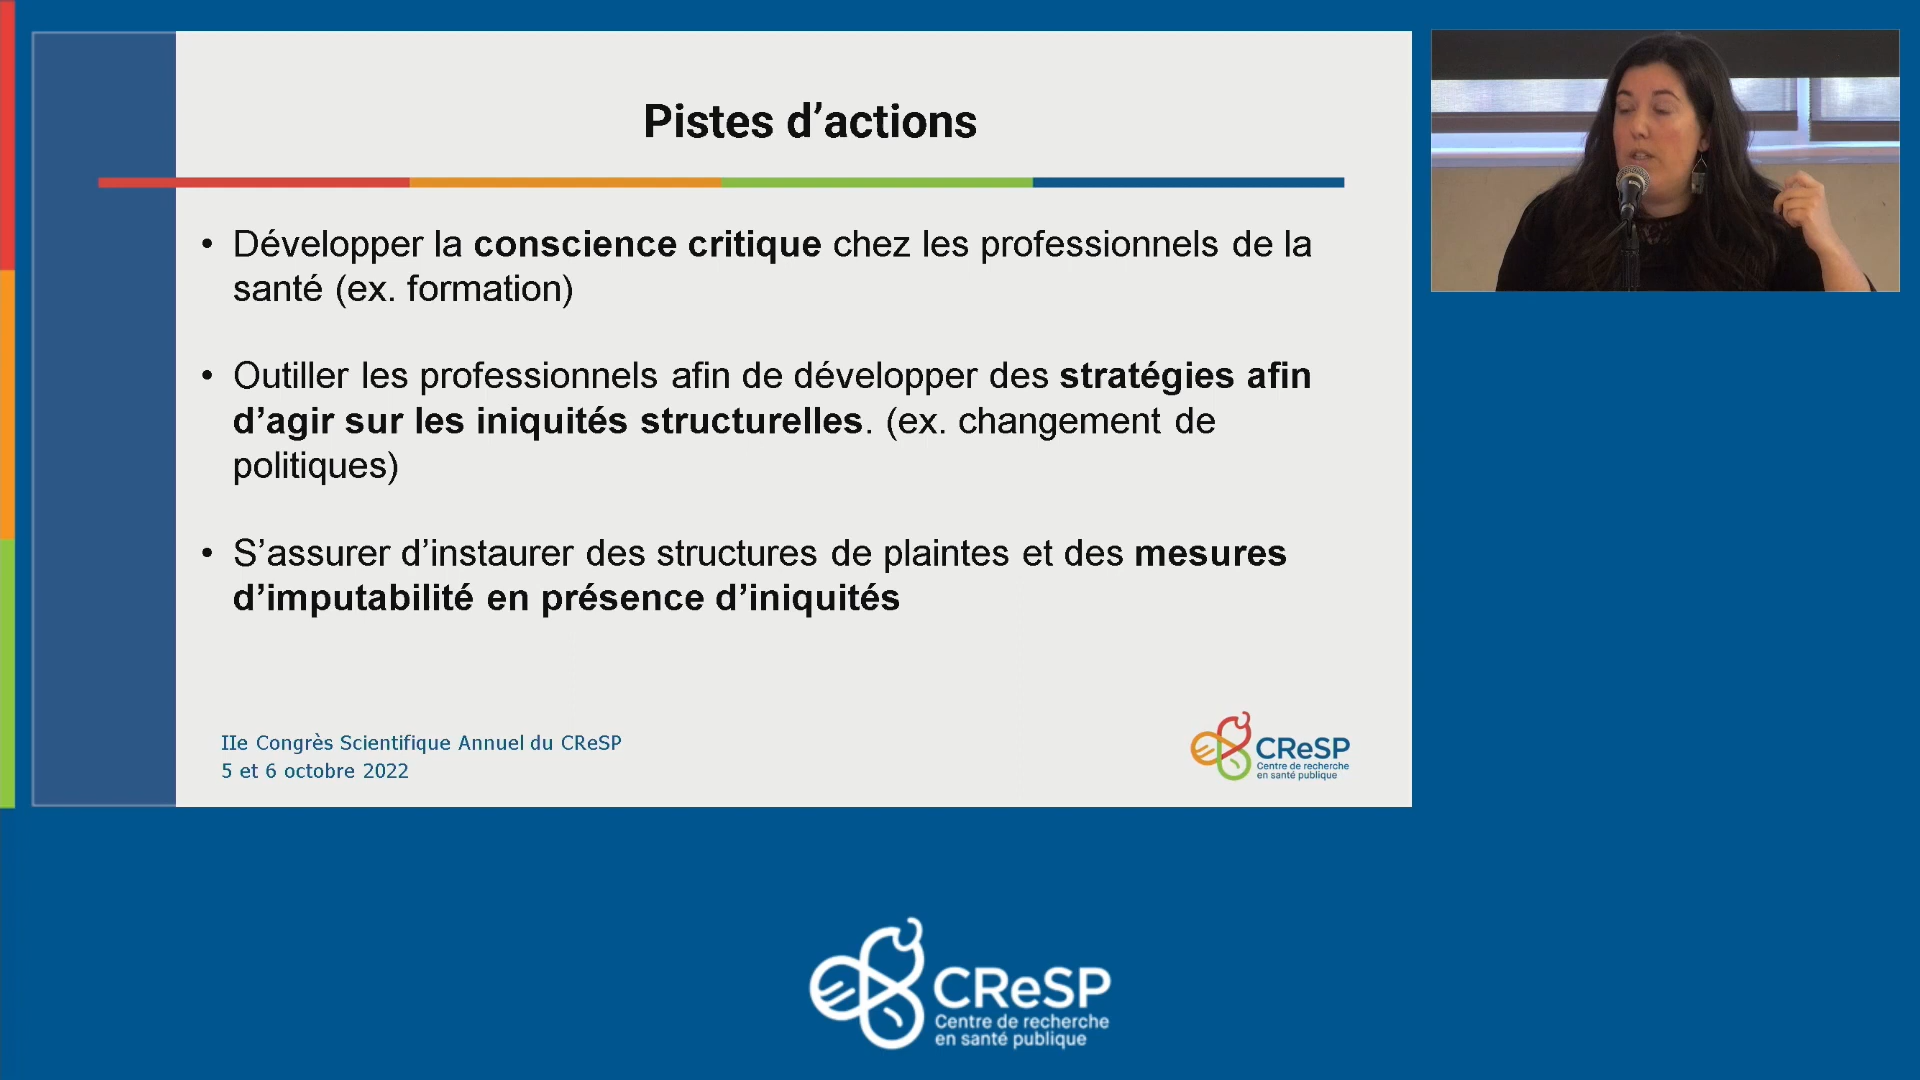 Pistes d’actions
• Développer la conscience critique chez les professionnels de la
santé (ex. formation)
• Outiller les professionnels afin de développer des stratégies afin
d’agir sur les iniquités structurelles. (ex. changement de
politiques)
• S’assurer d’instaurer des structures de plaintes et des mesures
d’imputabilité en présence d’iniquités
IIe Congrès Scientifique Annuel du CReSP
5 et 6 octobre 2022
CReSP
Centre de recherche
en santé publique
CReSP
Centre de recherche
en santé publique